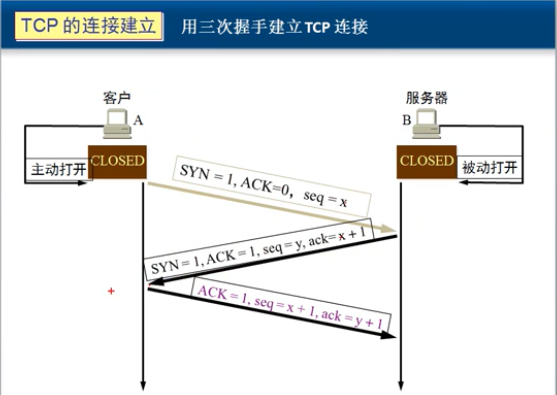 TCP 的连接建立 用三次握手建立 TCP 连接
客户 服务器
A B
CLOSED CLOSED
主动打开 被动打开
SYN = 1, ACK=0，seq = x
SYN = 1, ACK = 1, seq = y, ack= x + 1
ACK = 1, seq = x + 1, ack = y + 1